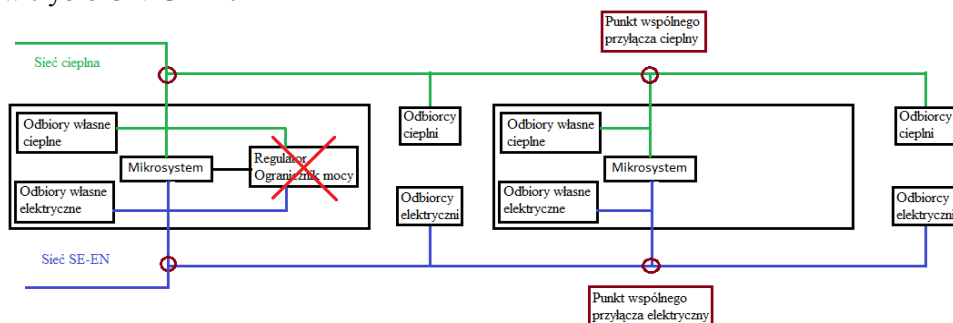 Punkt wspólnego
przyłącza cieplny
Sieć cieplna
Odbiory własne
cieplne
Mikrosystem
Regulator
Ogranicznik mocy
Odbiory własne
elektryczne
Odbiorcy
cieplni
Odbiorcy
elektryczni
Odbiory własne
cieplne
Mikrosystem
Odbiory własne
elektryczne
Odbiorcy
cieplni
Odbiorcy
elektryczni
Sieć SE-EN
Punkt wspólnego
przyłącza elektryczny